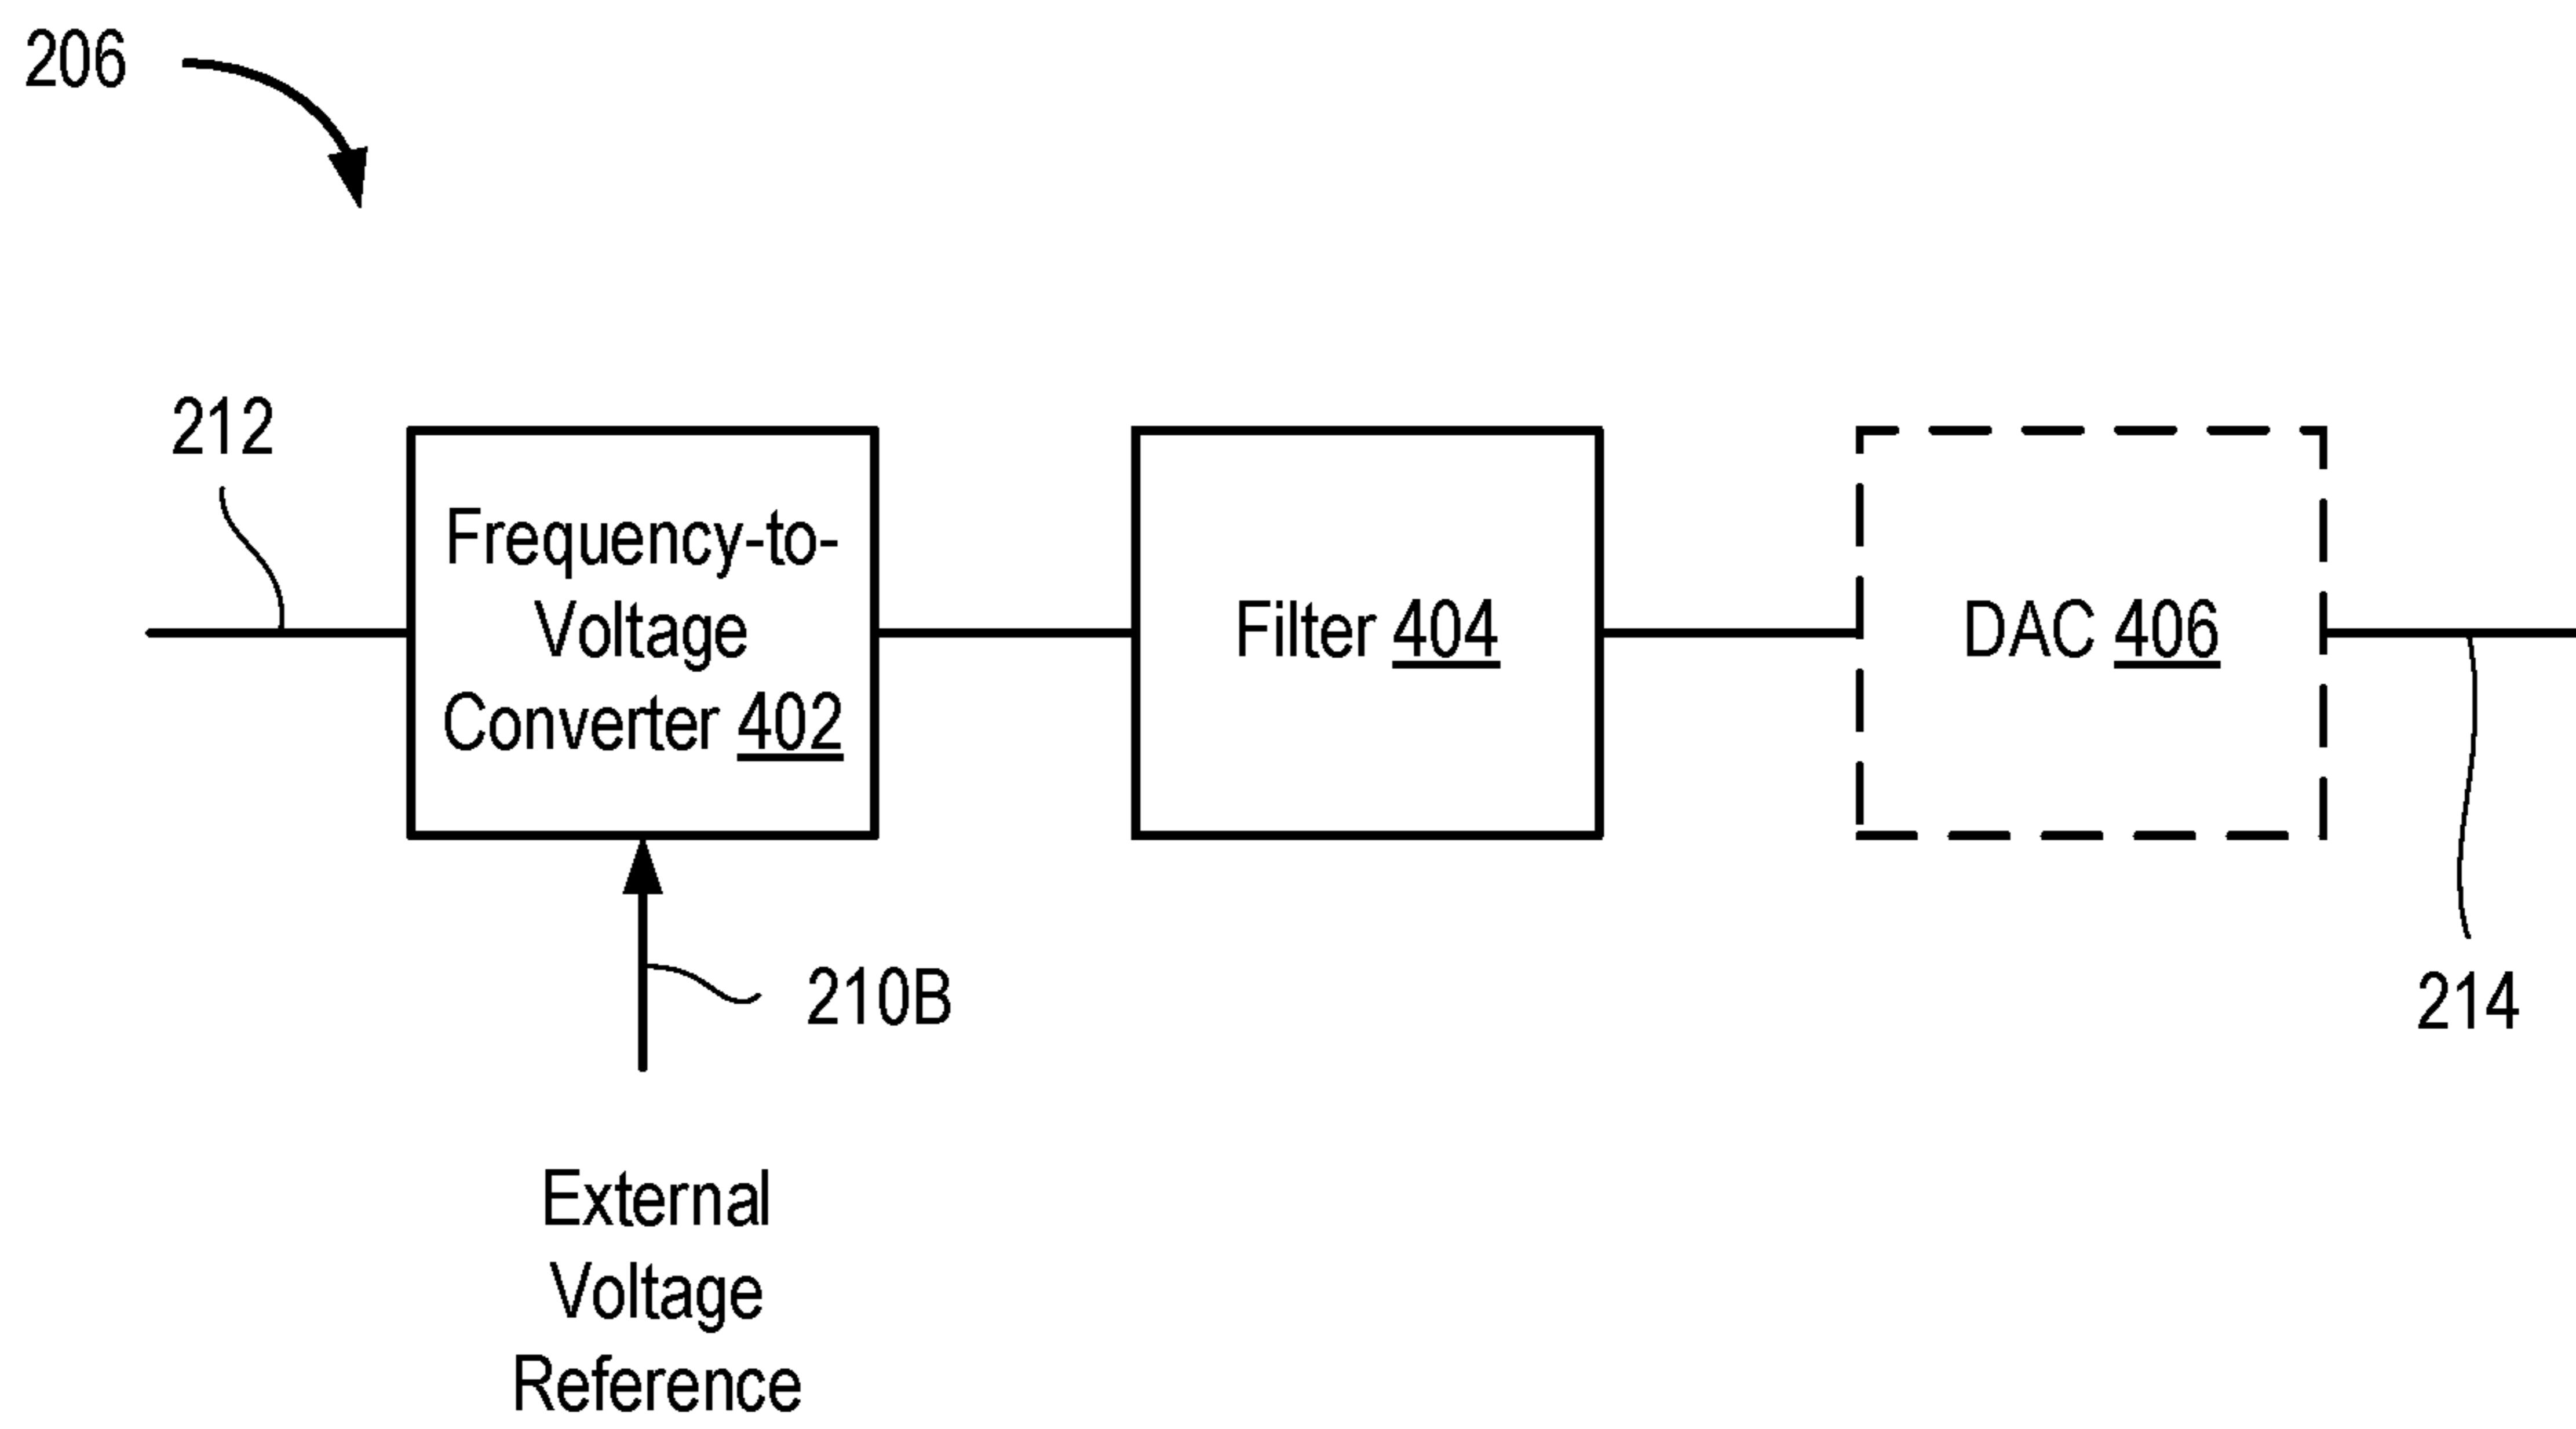 206
212
Frequency-to-
Voltage
Converter 402
Filter 404
DAC 406
210B
214
External
Voltage
Reference